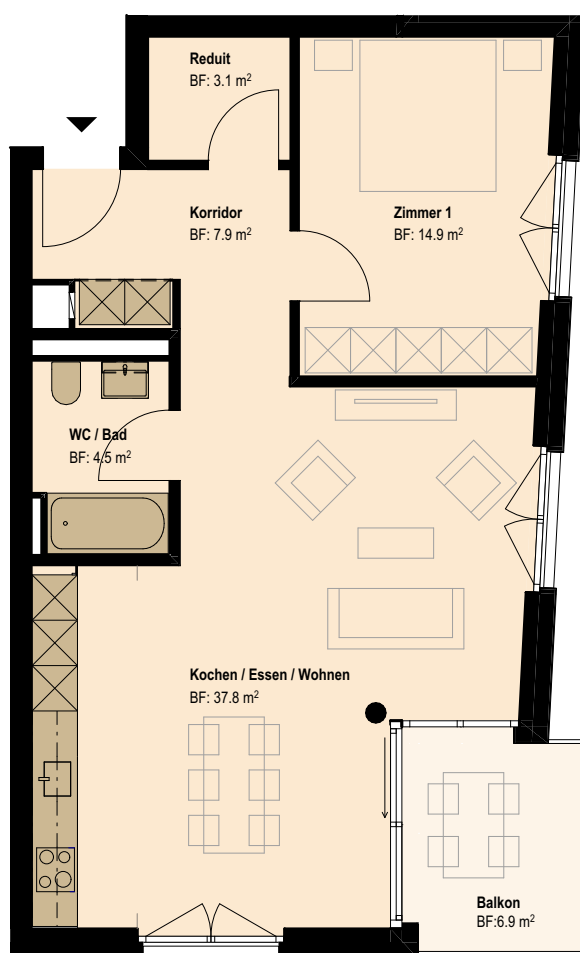 Reduit
BF: 3.1 m²
Korridor
BF: 7.9 m²
Zimmer 1
BF: 14.9 m²
WC / Bad
BF: 4.5 m²
Kochen / Essen / Wohnen
BF: 37.8 m²
Balkon
BF:6.9 m²